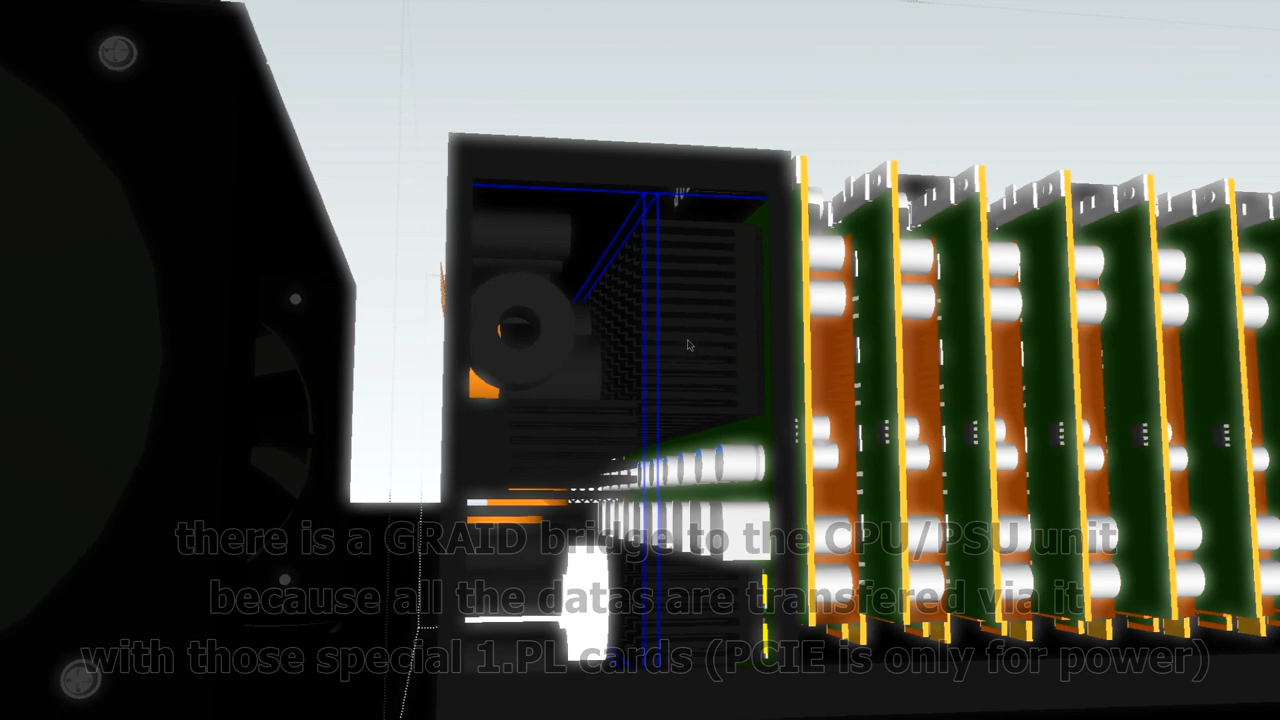 there is a GRAID bridge to the CPU/PSU unit
because all the datas are transfered via it
with those special 1.PL cards (PCIE is only for power)